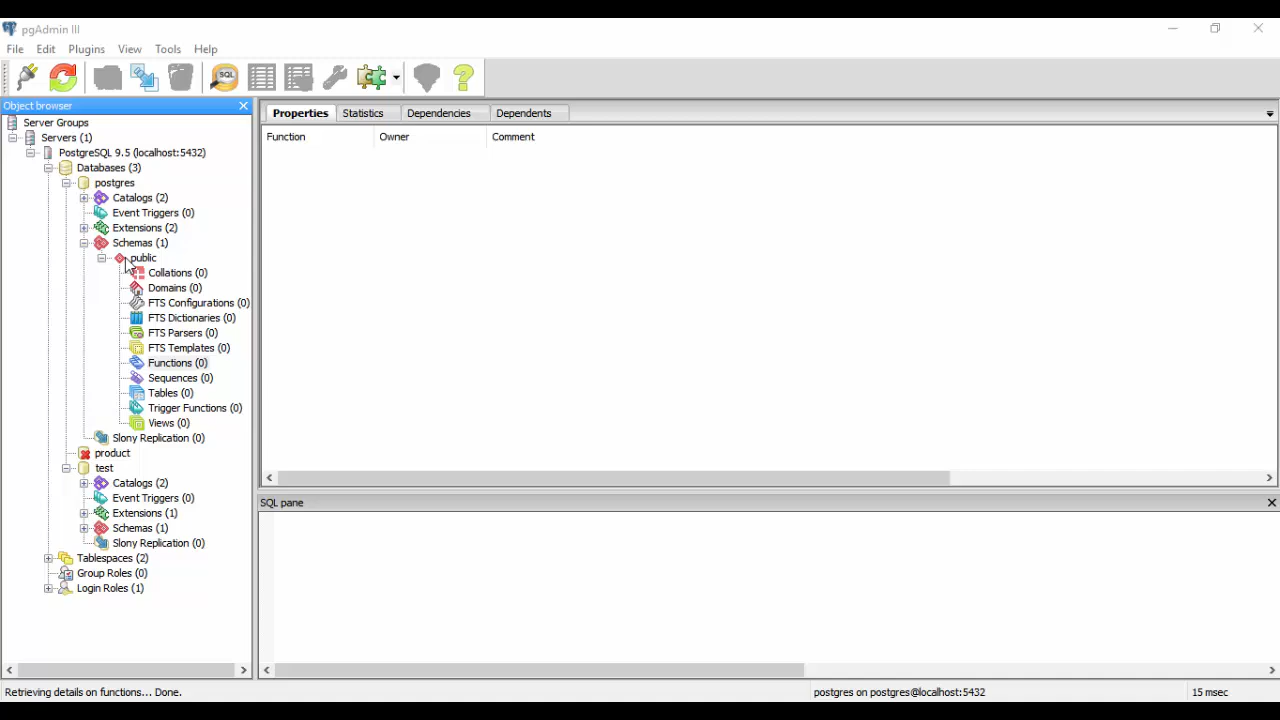 pgAdmin III
File Edit Plugins View Tools Help
SQL
Object browser
Server Groups
Servers (1)
PostgreSQL 9.5 (localhost:5432)
Databases (3)
postgres
Catalogs (2)
Event Triggers (0)
Extensions (2)
Schemas (1)
public
Collations (0)
Domains (0)
FTS Configurations (0)
FTS Dictionaries (0)
FTS Parsers (0)
FTS Templates (0)
Functions (0)
Sequences (0)
Tables (0)
Trigger Functions (0)
Views (0)
Slony Replication (0)
product
test
Catalogs (2)
Event Triggers (0)
Extensions (1)
Schemas (1)
Slony Replication (0)
Tablespaces (2)
Group Roles (0)
Login Roles (1)
Properties Statistics Dependencies Dependents
Function Owner Comment
SQL pane
Retrieving details on functions... Done. postgres on postgres@localhost:5432 15 msec